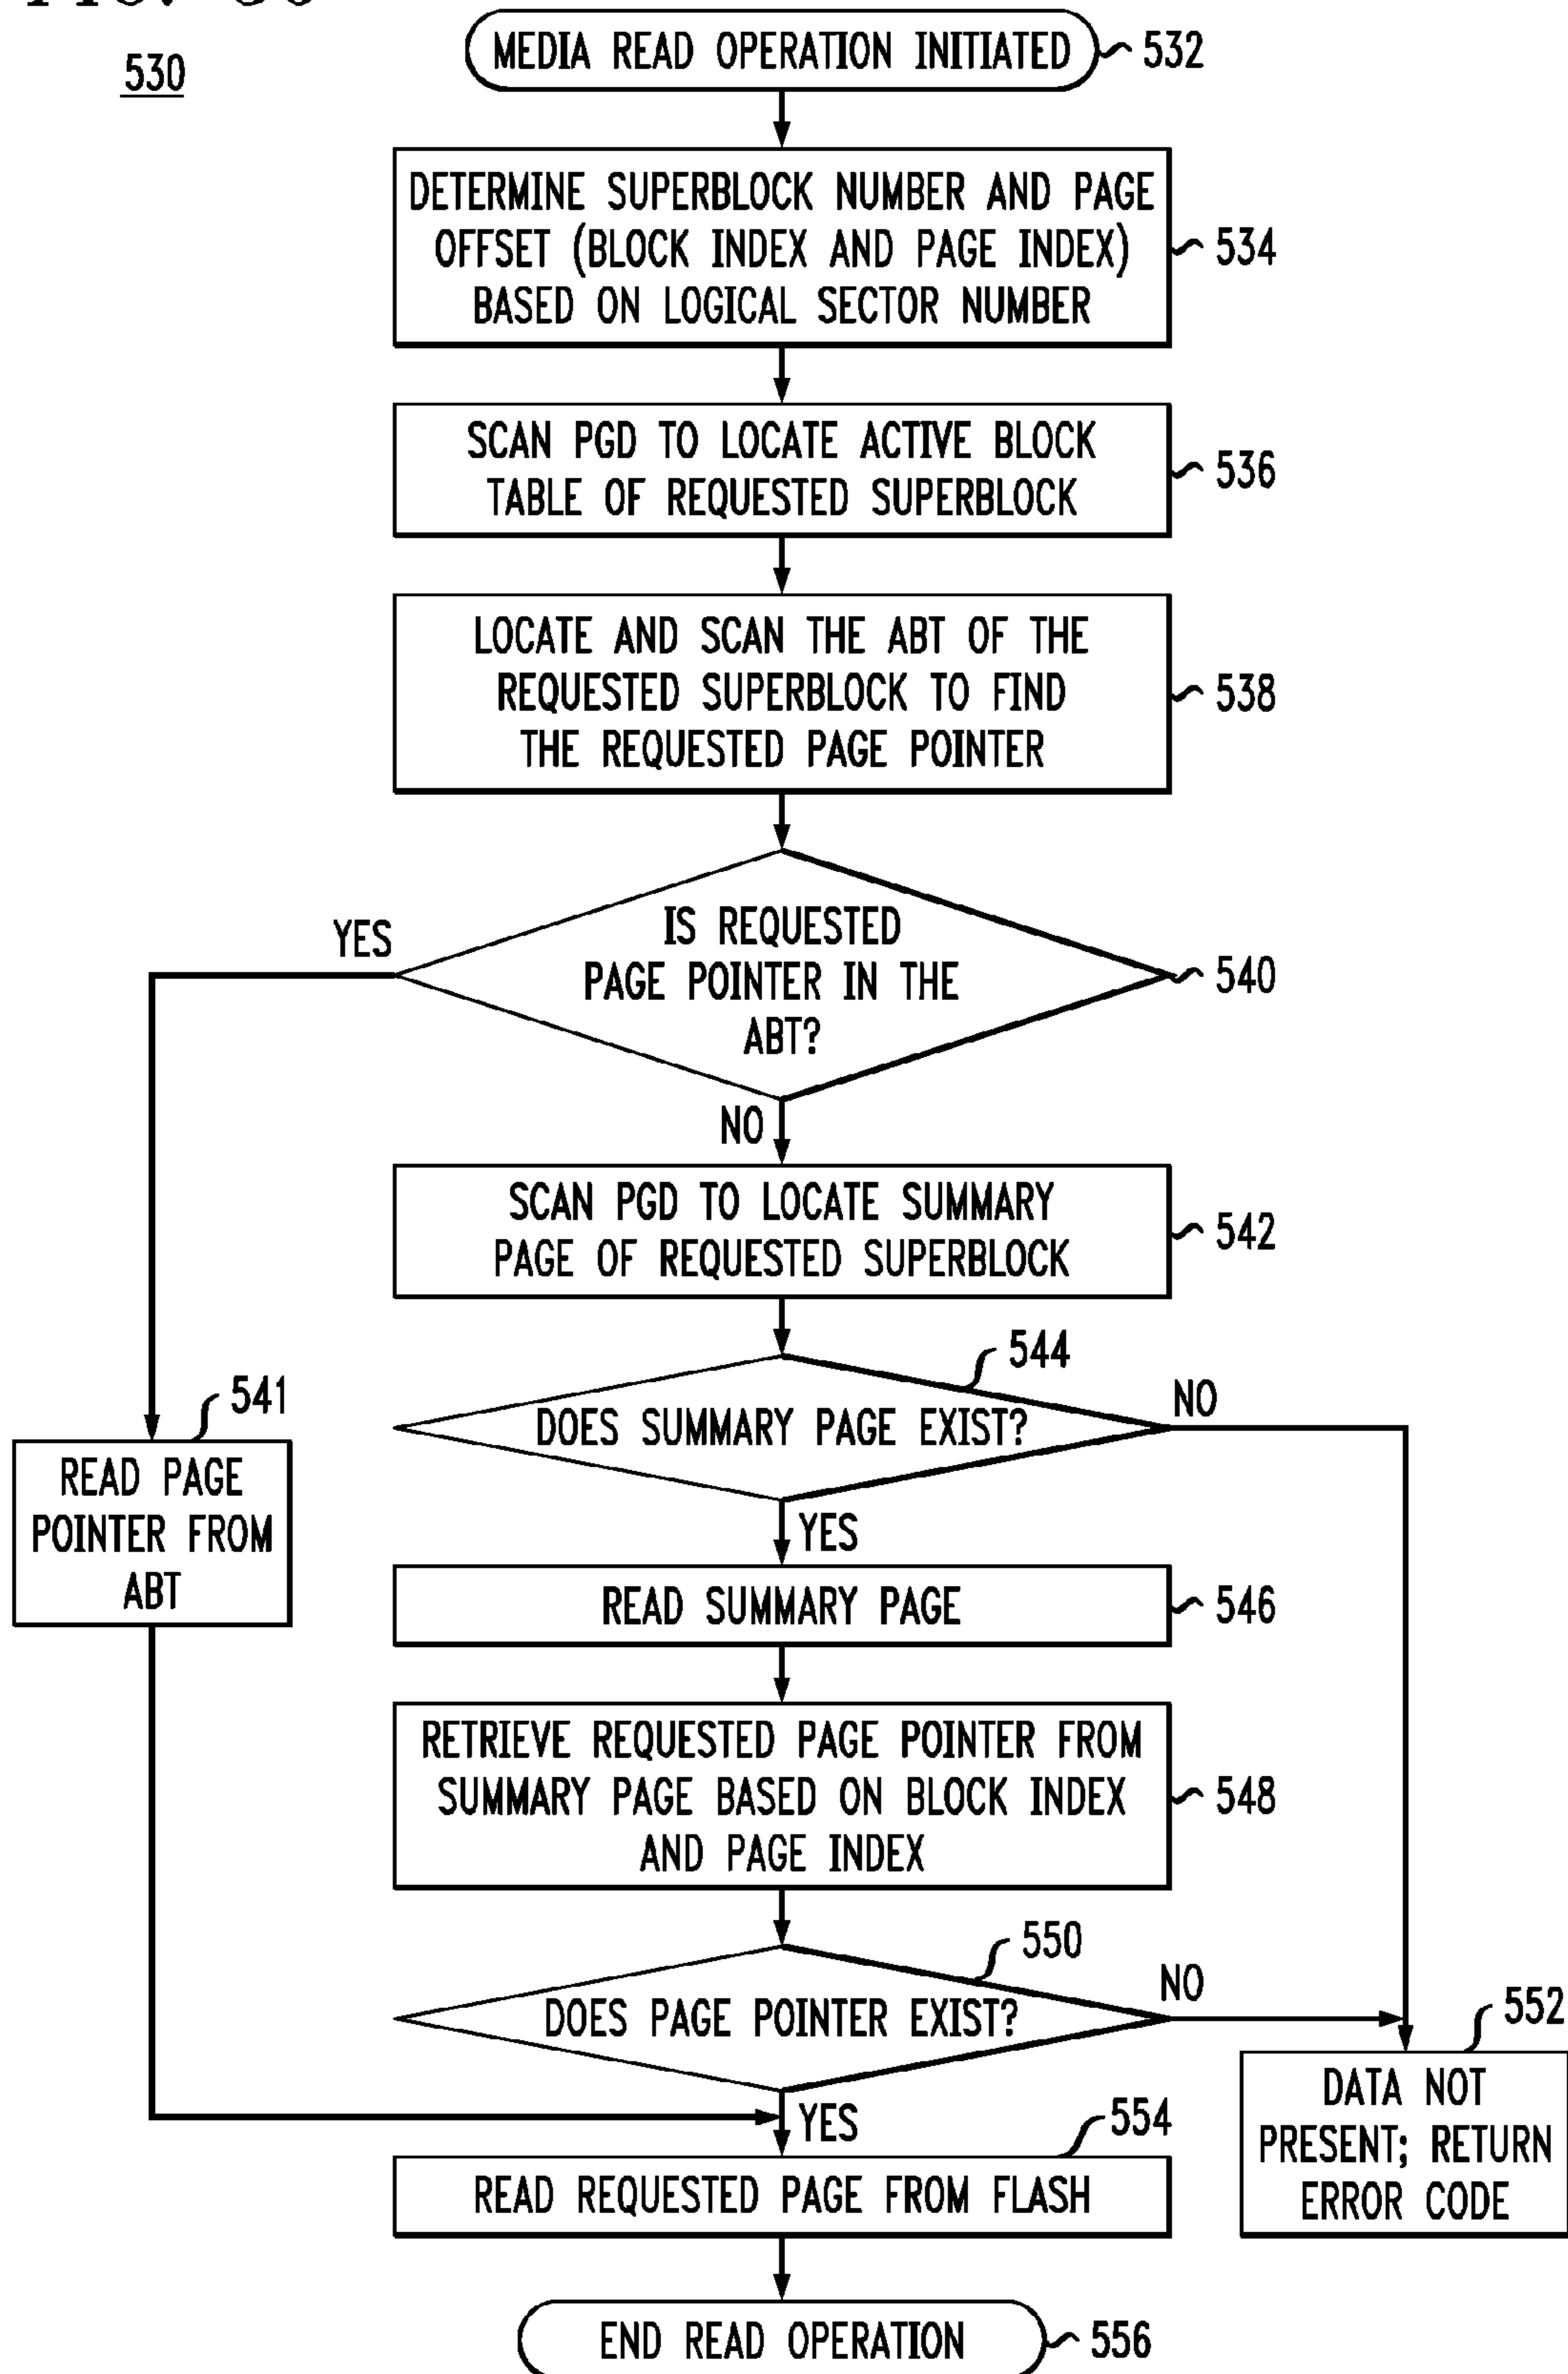 530
MEDIA READ OPERATION INITIATED
532
DETERMINE SUPERBLOCK NUMBER AND PAGE
OFFSET (BLOCK INDEX AND PAGE INDEX)
BASED ON LOGICAL SECTOR NUMBER
534
SCAN PGD TO LOCATE ACTIVE BLOCK
TABLE OF REQUESTED SUPERBLOCK
536
LOCATE AND SCAN THE ABT OF THE
REQUESTED SUPERBLOCK TO FIND
THE REQUESTED PAGE POINTER
538
YES
IS REQUESTED
PAGE POINTER IN THE
ABT?
540
NO
SCAN PGD TO LOCATE SUMMARY
PAGE OF REQUESTED SUPERBLOCK
542
544
DOES SUMMARY PAGE EXIST?
NO
YES
541
READ PAGE
POINTER FROM
ABT
READ SUMMARY PAGE
546
RETRIEVE REQUESTED PAGE POINTER FROM
SUMMARY PAGE BASED ON BLOCK INDEX
AND PAGE INDEX
548
550
DOES PAGE POINTER EXIST?
NO
YES
552
DATA NOT
PRESENT; RETURN
ERROR CODE
554
READ REQUESTED PAGE FROM FLASH
END READ OPERATION
556